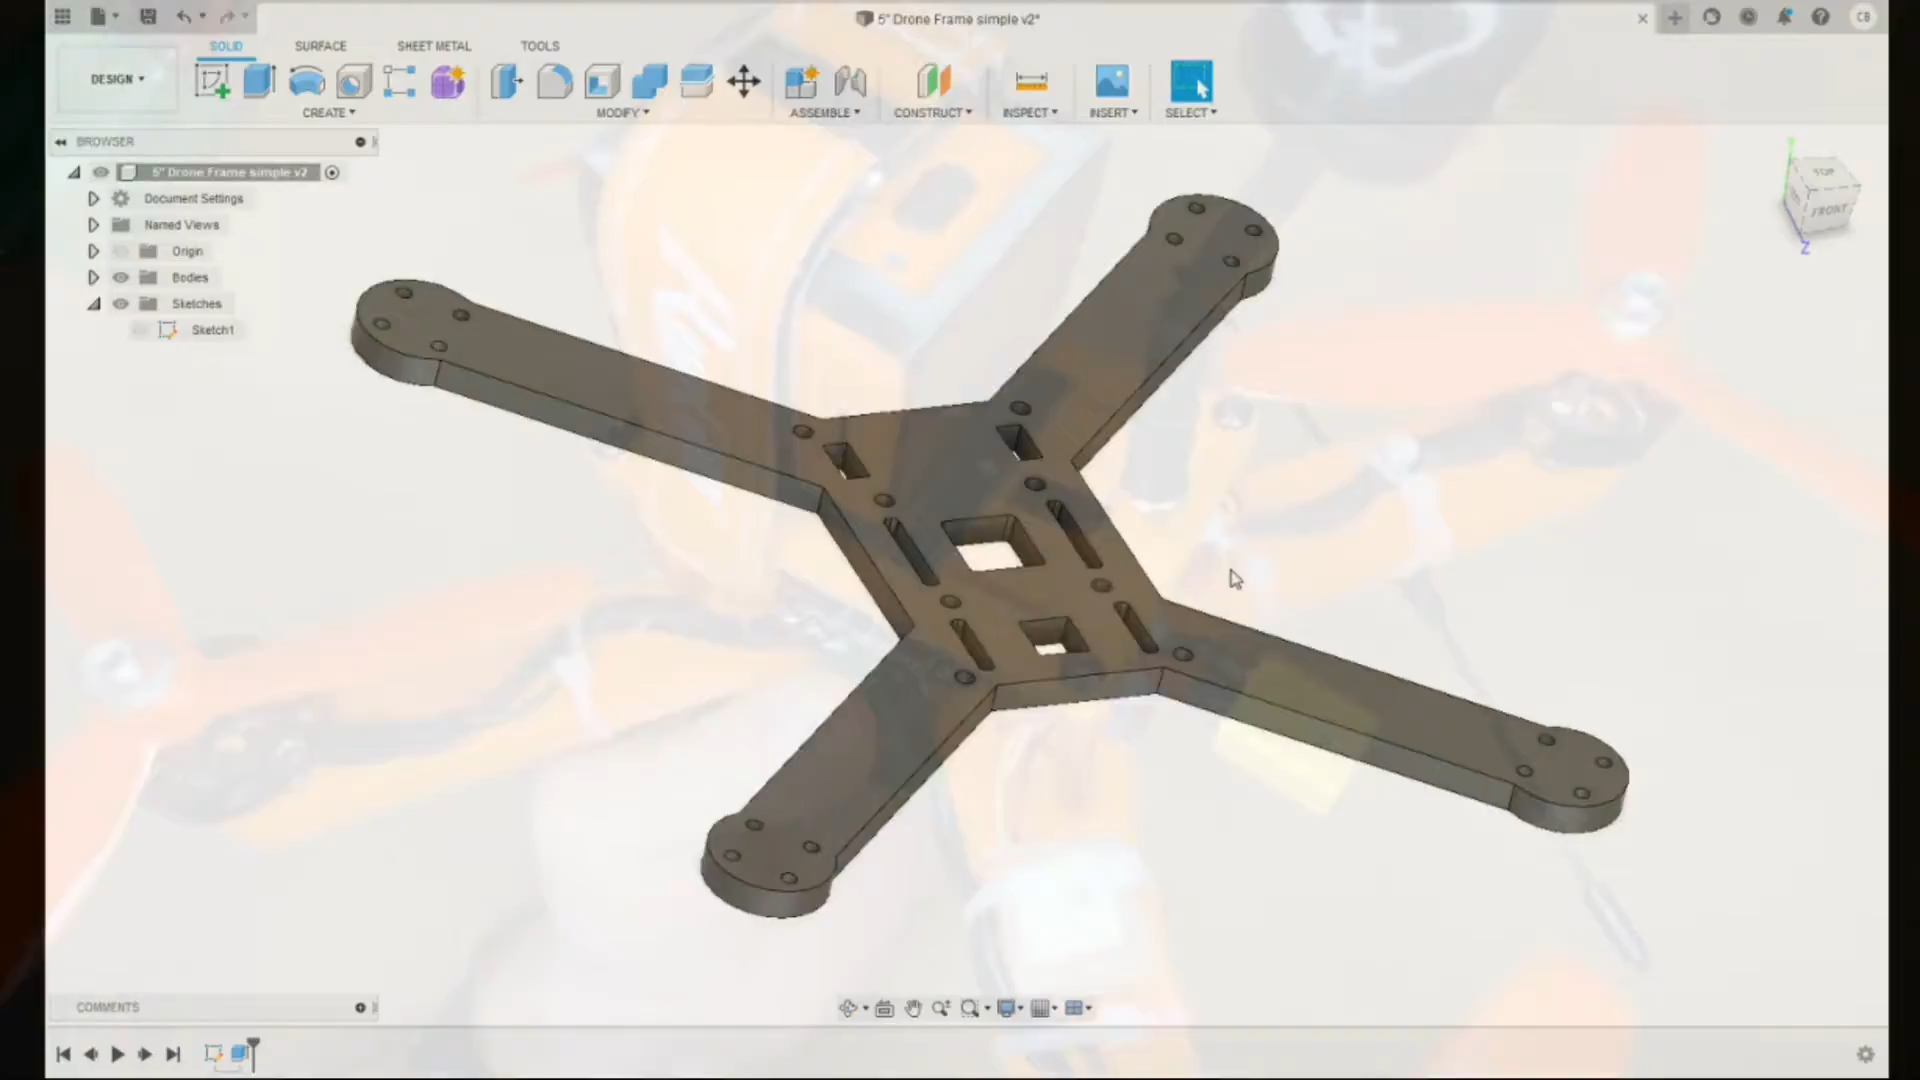 5" Drone Frame simple v2*
CB
SOLID SURFACE SHEET METAL TOOLS
DESIGN
CREATE MODIFY ASSEMBLE CONSTRUCT INSPECT INSERT SELECT
BROWSER
5" Drone Frame simple v2
Document Settings
Named Views
Origin
Bodies
Sketches
Sketch1
TOP
FRONT
Z
COMMENTS